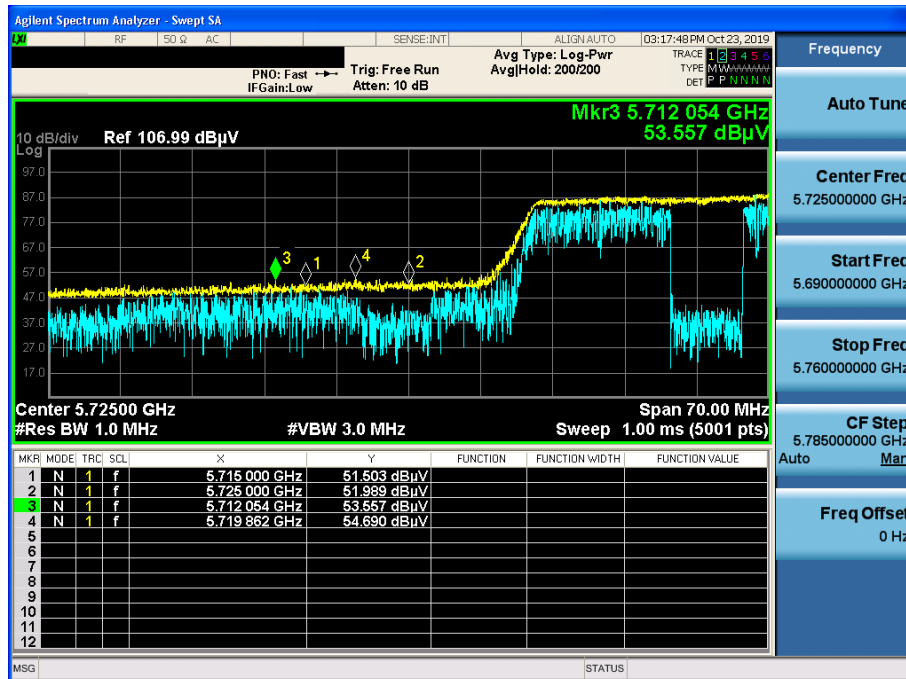 Agilent Spectrum Analyzer - Swept SA
LXI RF 50 Ω AC SENSE:INT ALIGN AUTO 03:17:48 PM Oct 23, 2019
PNO: Fast Trig: Free Run Avg Type: Log-Pwr TRACE 1 2 3 4 5 6
IFGain:Low Atten: 10 dB Avg|Hold: 200/200 TYPE M WWWWW
DET P P N N N N
Mkr3 5.712 054 GHz
53.557 dBµV
10 dB/div Ref 106.99 dBµV
Log
97.0
87.0
77.0
67.0
57.0
47.0
37.0
27.0
17.0
3
1
4
2
Center 5.72500 GHz Span 70.00 MHz
#Res BW 1.0 MHz #VBW 3.0 MHz Sweep 1.00 ms (5001 pts)
MKR MODE TRC SCL X Y FUNCTION FUNCTION WIDTH FUNCTION VALUE
1 N 1 f 5.715 000 GHz 51.503 dBµV
2 N 1 f 5.725 000 GHz 51.989 dBµV
3 N 1 f 5.712 054 GHz 53.557 dBµV
4 N 1 f 5.719 862 GHz 54.690 dBµV
5
6
7
8
9
10
11
12
MSG STATUS
Frequency
Auto Tune
Center Freq
5.725000000 GHz
Start Freq
5.690000000 GHz
Stop Freq
5.760000000 GHz
CF Step
5.785000000 GHz
Auto Man
Freq Offset
0 Hz